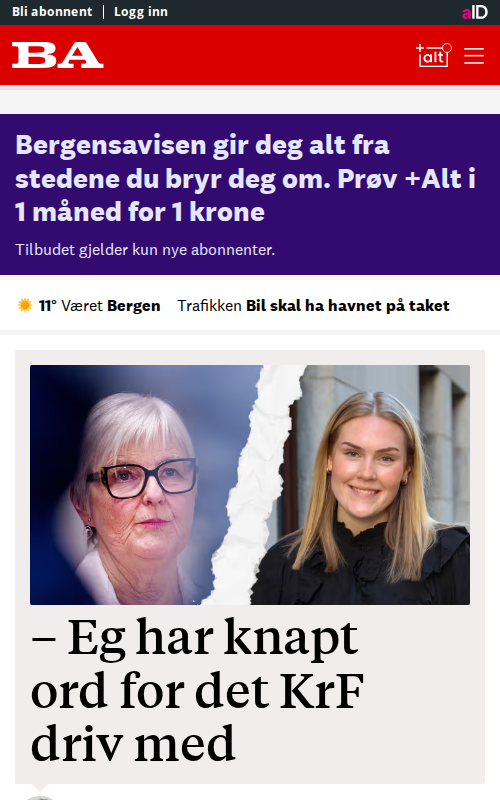 Bli abonnent | Logg inn
aID
BA
+alt
Bergensavisen gir deg alt fra
stedene du bryr deg om. Prøv +Alt i
1 måned for 1 krone
Tilbudet gjelder kun nye abonnenter.
11° Været Bergen Trafikken Bil skal ha havnet på taket
– Eg har knapt
ord for det KrF
driv med